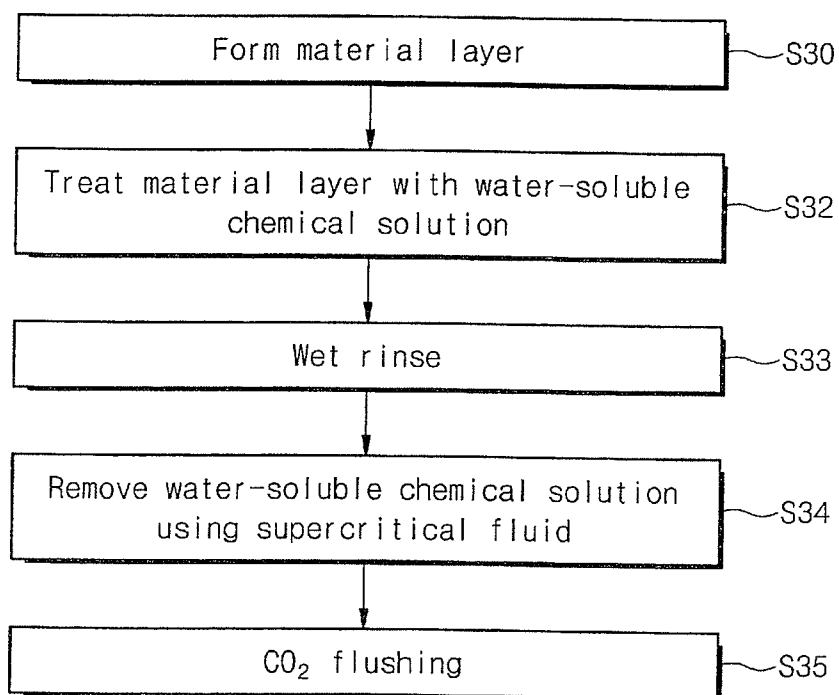 Form material layer
S30
Treat material layer with water-soluble
chemical solution
S32
Wet rinse
S33
Remove water-soluble chemical solution
using supercritical fluid
S34
CO₂ flushing
S35